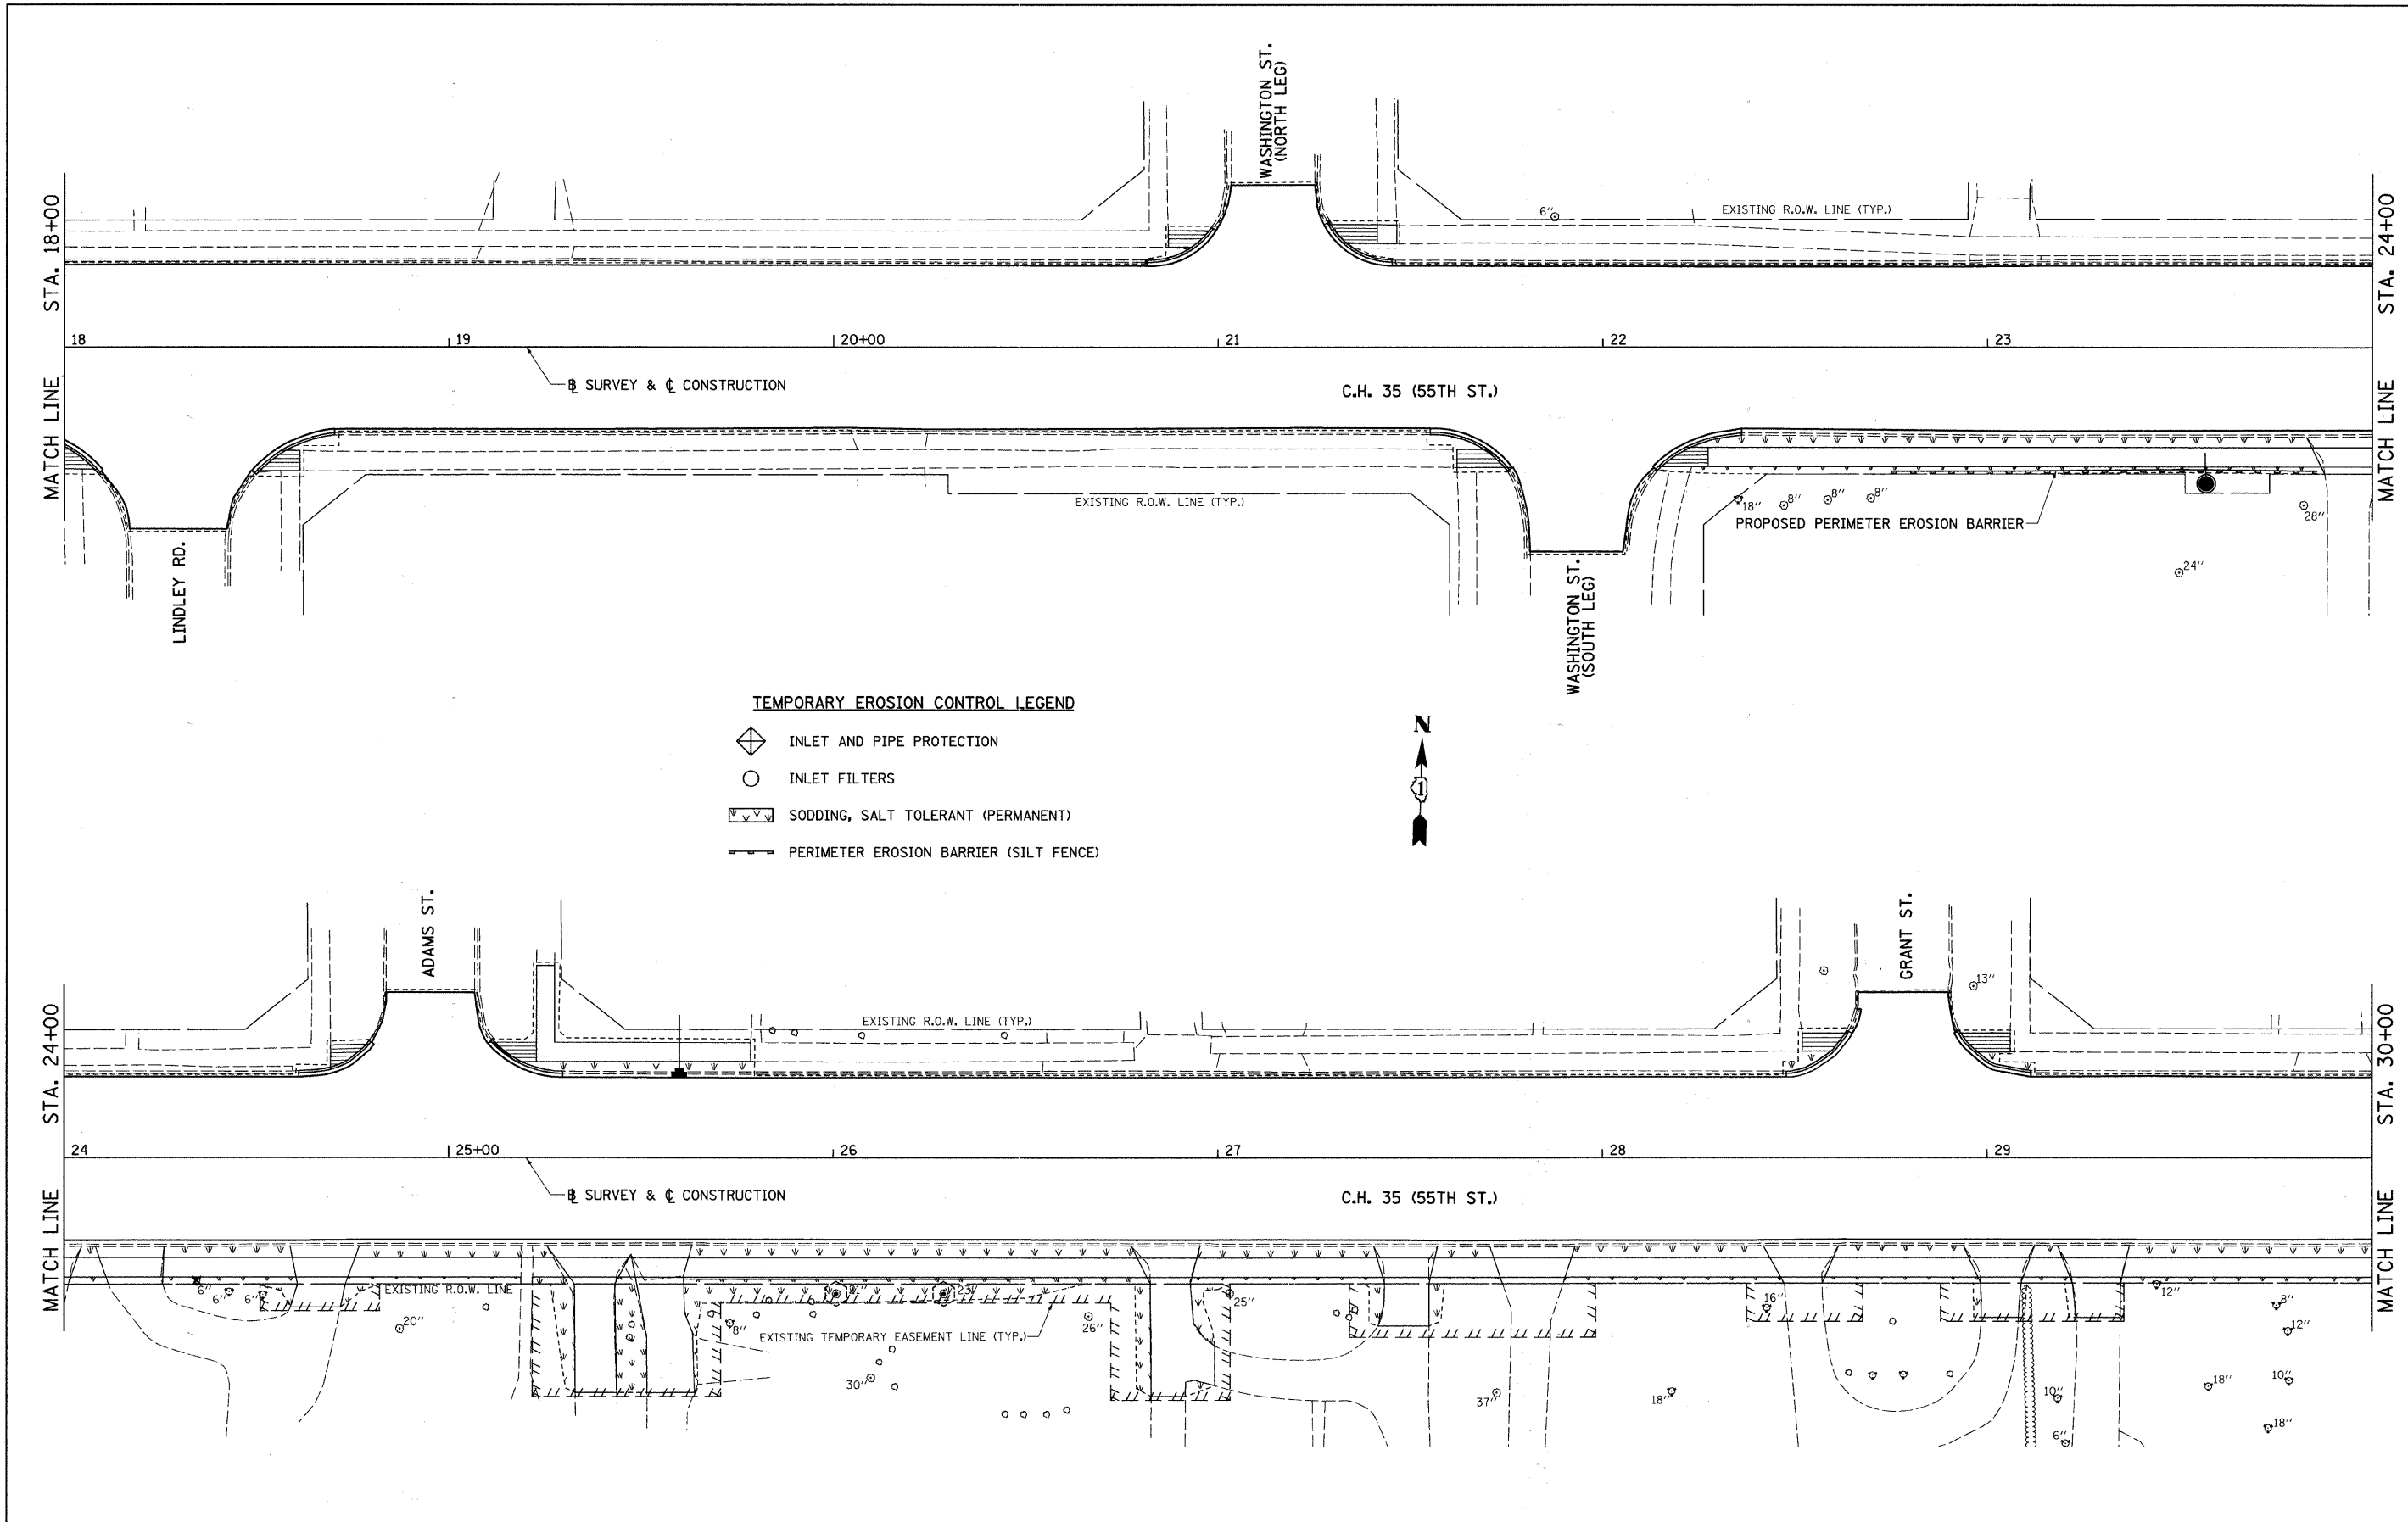 WASHINGTON ST.
(NORTH LEG)
STA. 18+00
MATCH LINE
6"
EXISTING R.O.W. LINE (TYP.)
STA. 24+00
MATCH LINE
18
19
20+00
21
22
23
B SURVEY & C CONSTRUCTION
C.H. 35 (55TH ST.)
EXISTING R.O.W. LINE (TYP.)
18"
8"
8"
8"
28"
PROPOSED PERIMETER EROSION BARRIER
24"
LINDLEY RD.
WASHINGTON ST.
(SOUTH LEG)
TEMPORARY EROSION CONTROL LEGEND
INLET AND PIPE PROTECTION
INLET FILTERS
SODDING, SALT TOLERANT (PERMANENT)
PERIMETER EROSION BARRIER (SILT FENCE)
N
1
ADAMS ST.
GRANT ST.
13"
STA. 24+00
MATCH LINE
EXISTING R.O.W. LINE (TYP.)
STA. 30+00
MATCH LINE
24
25+00
26
27
28
29
B SURVEY & C CONSTRUCTION
C.H. 35 (55TH ST.)
6"
6"
6"
EXISTING R.O.W. LINE
20"
8"
23"
26"
25"
EXISTING TEMPORARY EASEMENT LINE (TYP.)
30"
37"
18"
16"
12"
8"
12"
10"
18"
10"
18"
6"